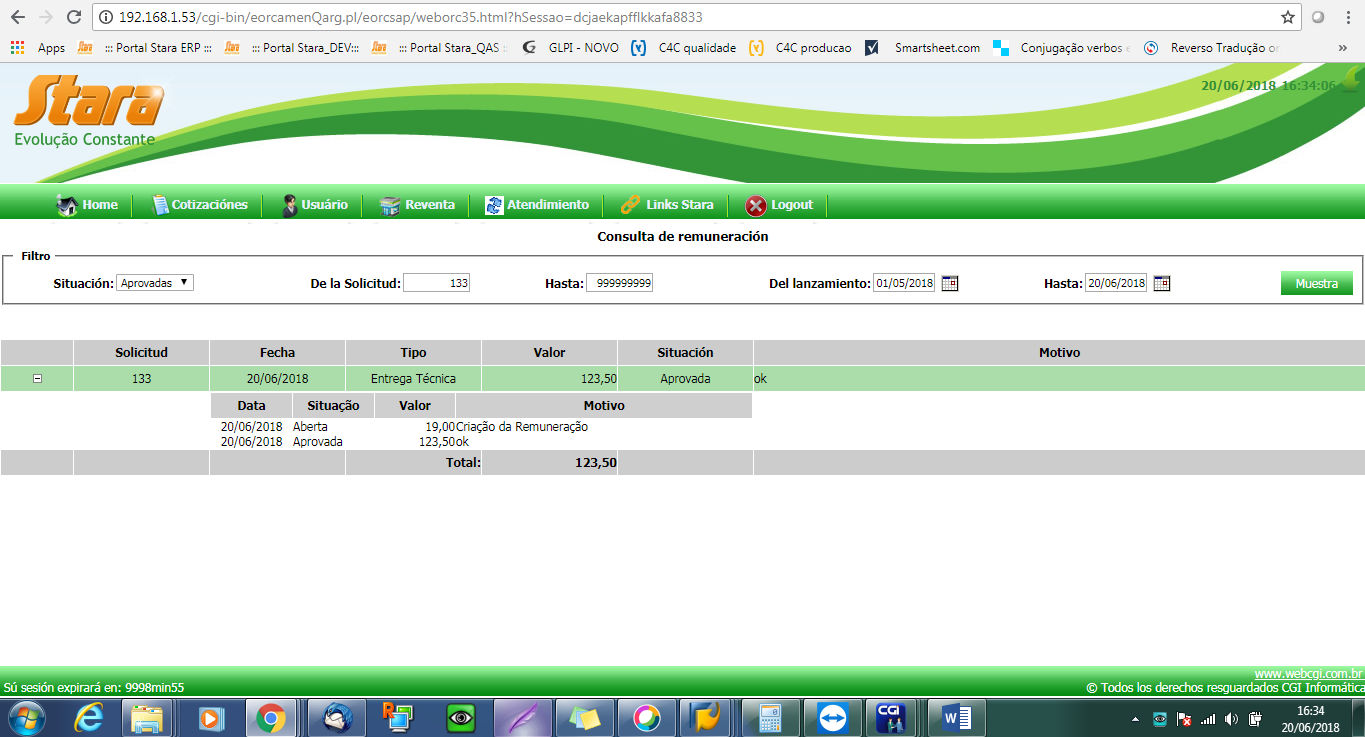 192.168.1.53/cgi-bin/eorcamenQarg.pl/eorcsap/weborc35.html?hSessao=dcjaekapfflkkafa8833
Apps ::: Portal Stara ERP ::: ::: Portal Stara_DEV::: ::: Portal Stara_QAS : GLPI - NOVO C4C qualidade C4C producao Smartsheet.com Conjugação verbos e Reverso Tradução or »
Stara
Evolução Constante
20/06/2018 16:34:06
Home Cotizaciónes Usuário Reventa Atendimiento Links Stara Logout
Consulta de remuneración
Filtro
Situación: Aprovadas De la Solicitud: 133 Hasta: 999999999 Del lanzamiento: 01/05/2018 Hasta: 20/06/2018 Muestra
Solicitud Fecha Tipo Valor Situación Motivo
133 20/06/2018 Entrega Técnica 123,50 Aprovada ok
Data Situação Valor Motivo
20/06/2018 Aberta 19,00 Criação da Remuneração
20/06/2018 Aprovada 123,50 ok
Total: 123,50
www.webcgi.com.br
Sú sesión expirará en: 9998min55 © Todos los derechos resguardados CGI Informática
CGI
16:34
20/06/2018